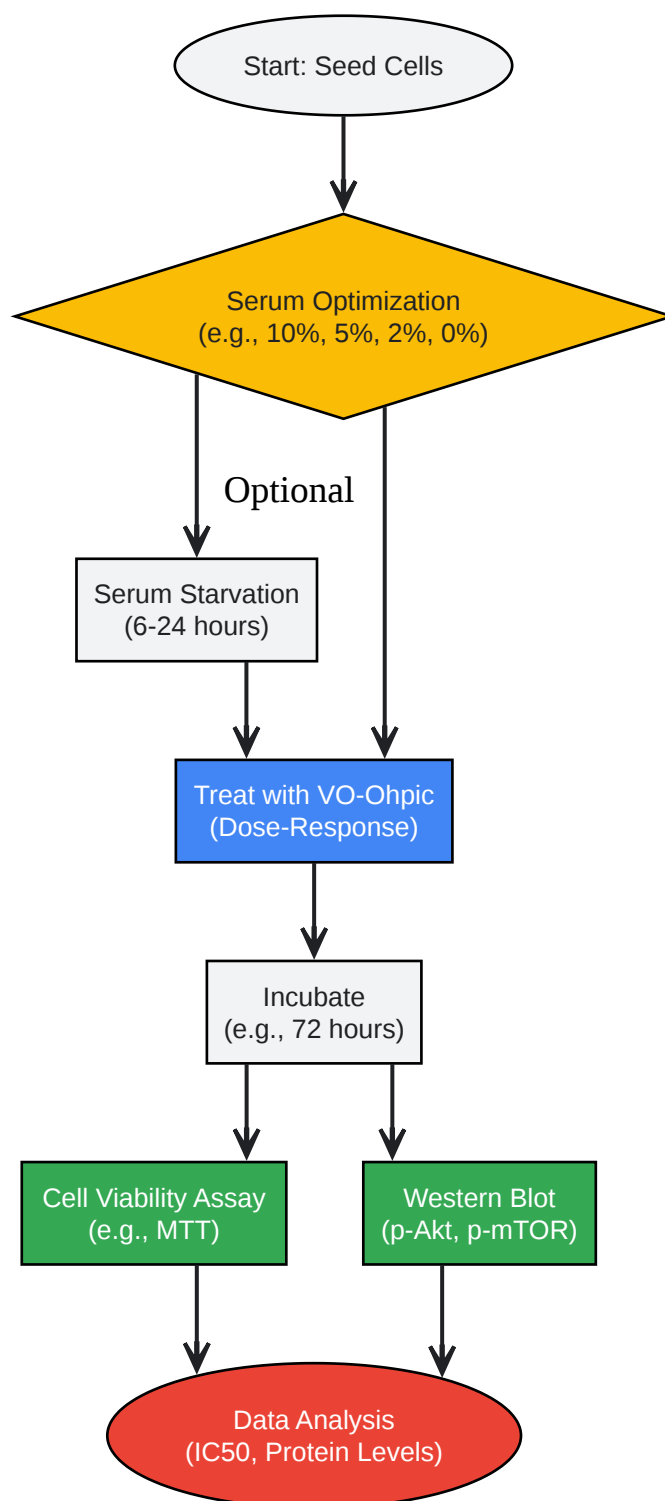 Start: Seed Cells
Serum Optimization
(e.g., 10%, 5%, 2%, 0%)
Optional
Serum Starvation
(6-24 hours)
Treat with VO-Ohpic
(Dose-Response)
Incubate
(e.g., 72 hours)
Cell Viability Assay
(e.g., MTT)
Western Blot
(p-Akt, p-mTOR)
Data Analysis
(IC50, Protein Levels)